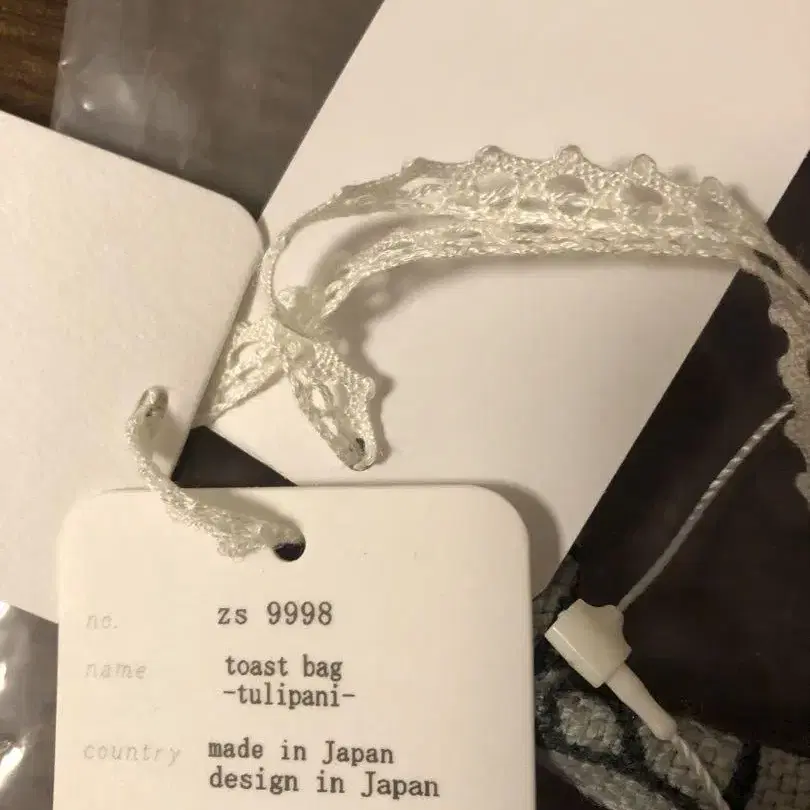 no. zs 9998
name toast bag
-tulipani-
country made in Japan
design in Japan